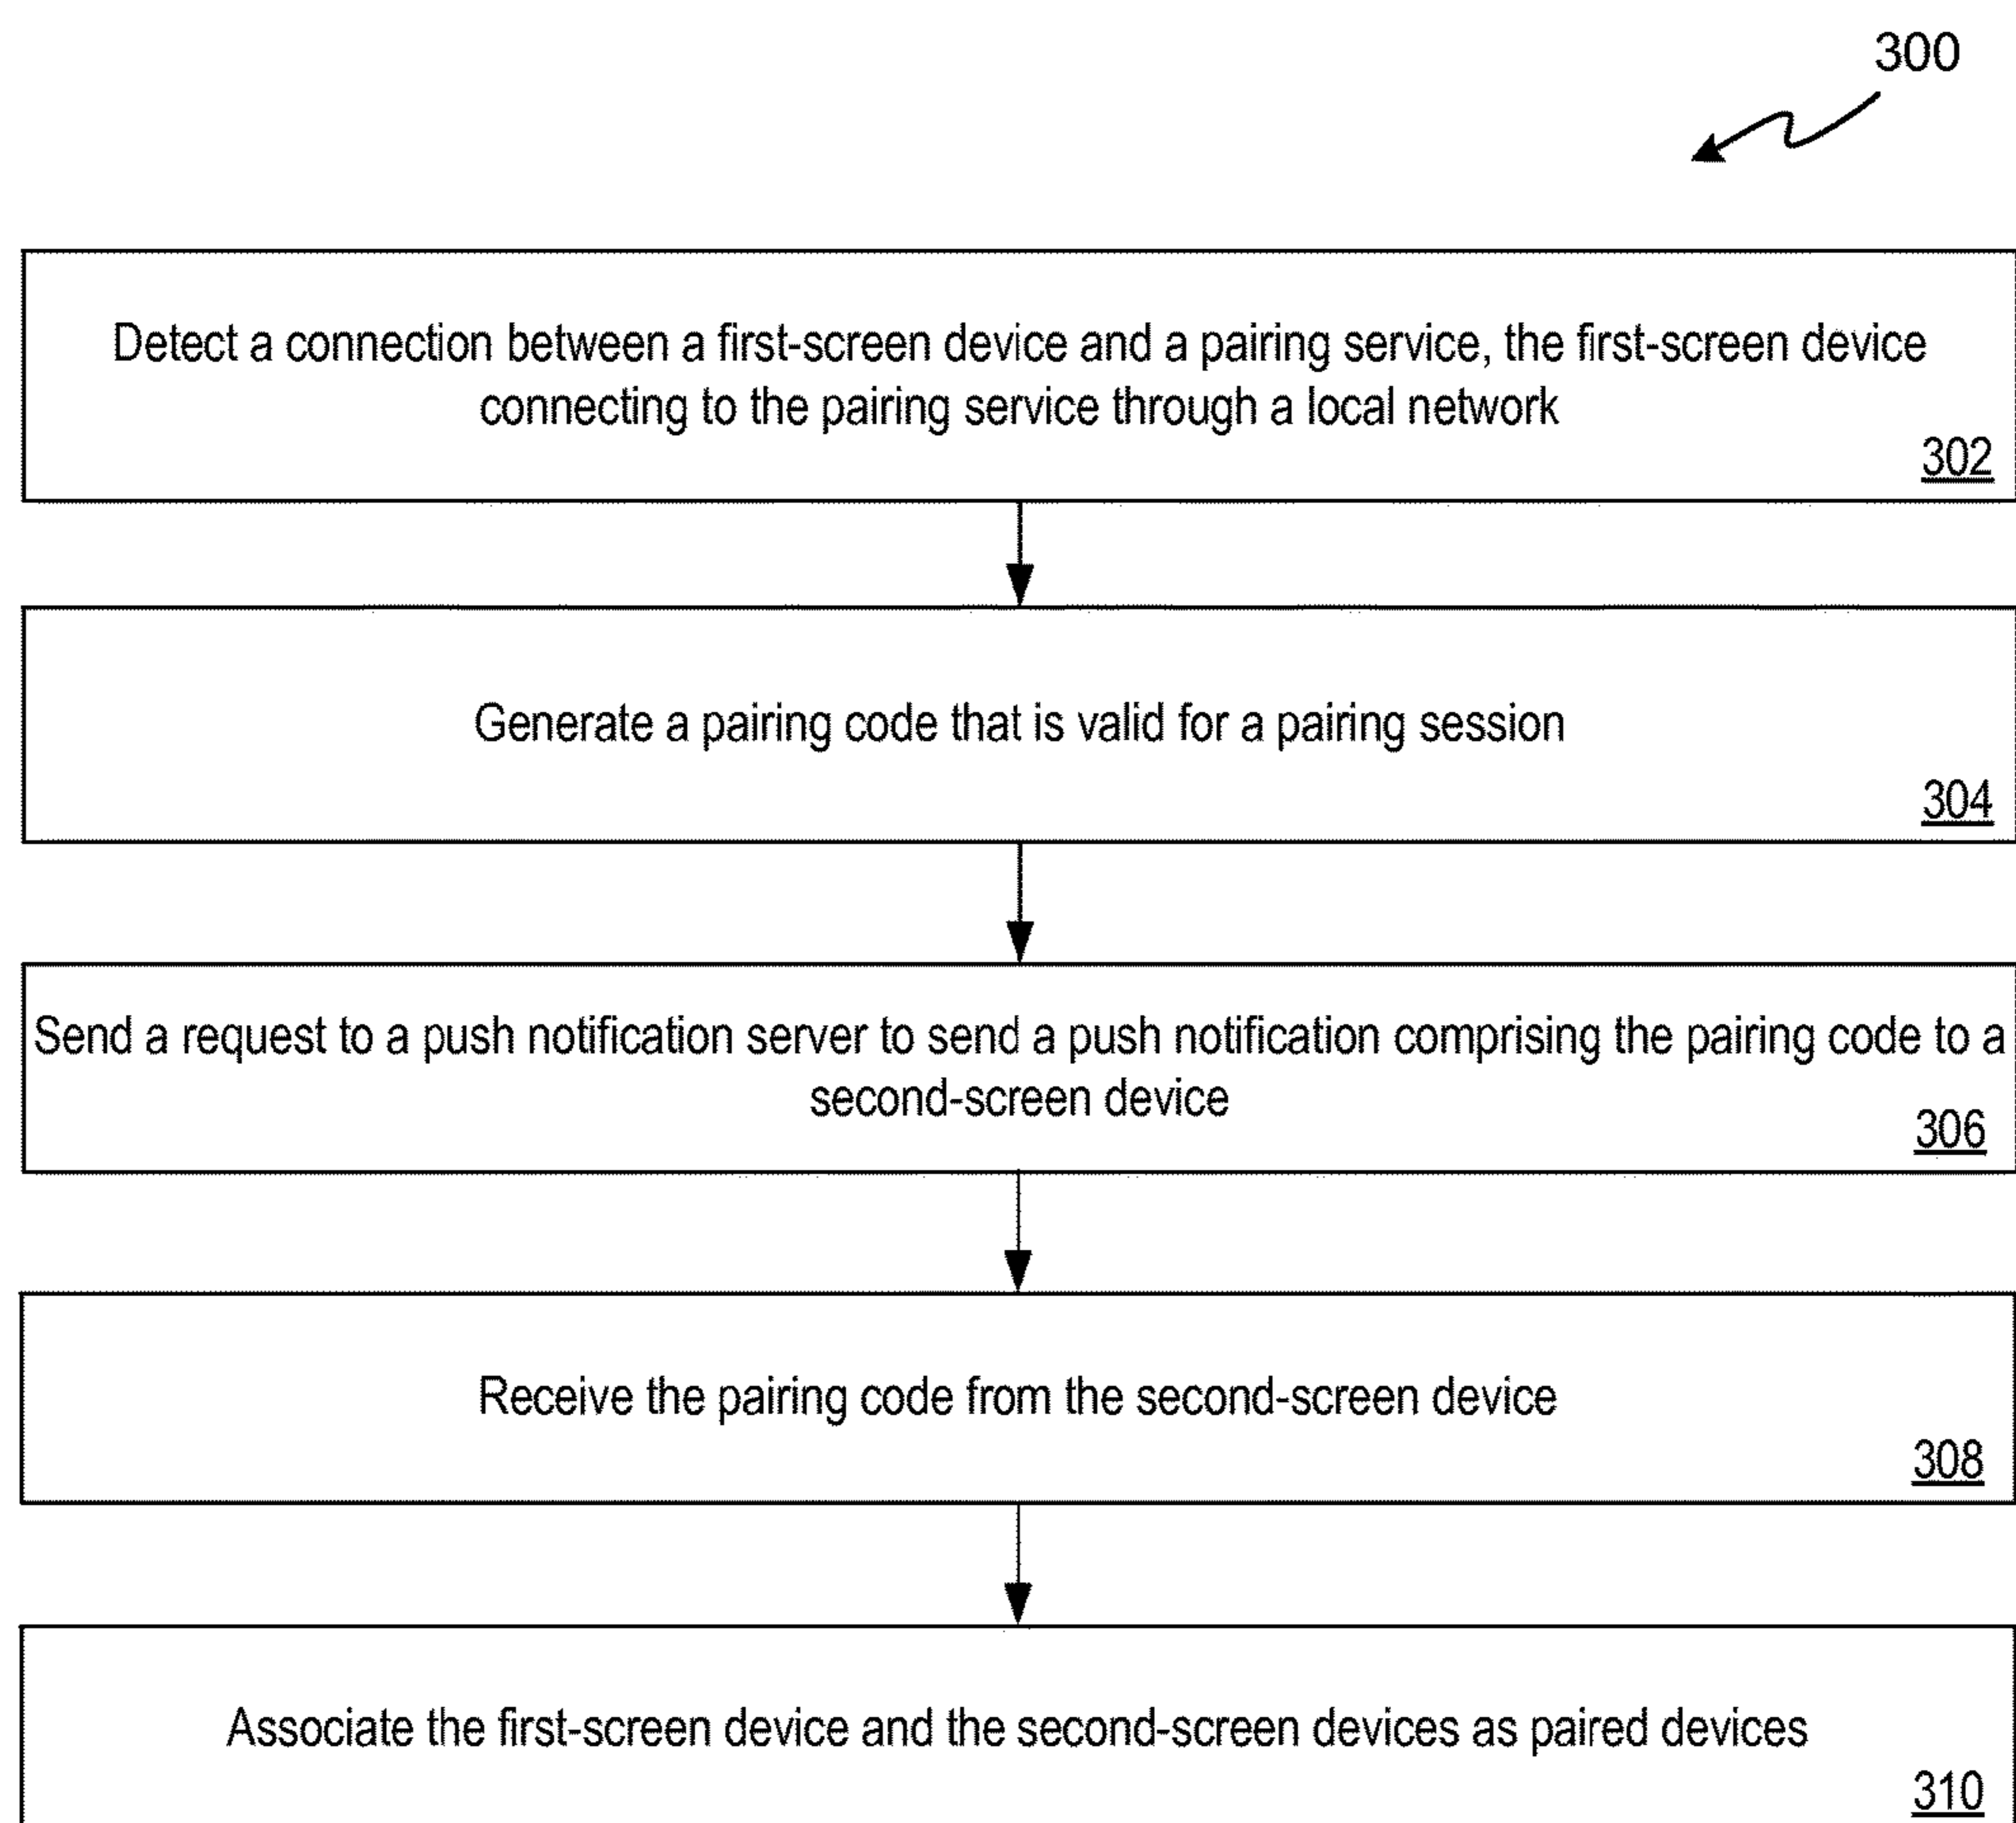 300
Detect a connection between a first-screen device and a pairing service, the first-screen device
connecting to the pairing service through a local network
302
Generate a pairing code that is valid for a pairing session
304
Send a request to a push notification server to send a push notification comprising the pairing code to a
second-screen device
306
Receive the pairing code from the second-screen device
308
Associate the first-screen device and the second-screen devices as paired devices
310